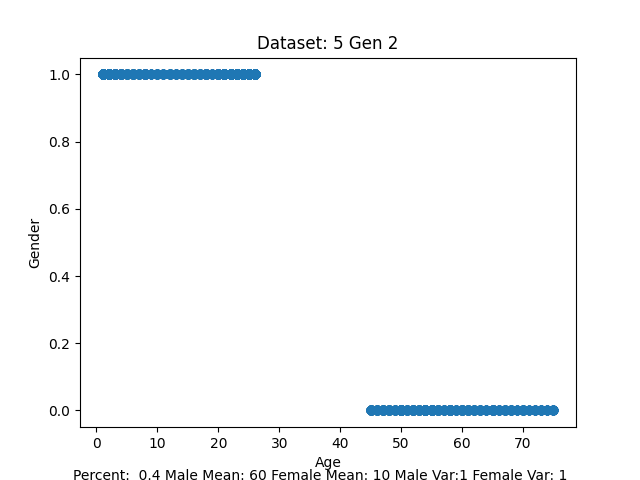 Dataset: 5 Gen 2
1.0
0.8
0.6
0.4
0.2
0.0
Gender
0 10 20 30 40 50 60 70
Age
Percent:  0.4 Male Mean: 60 Female Mean: 10 Male Var:1 Female Var: 1